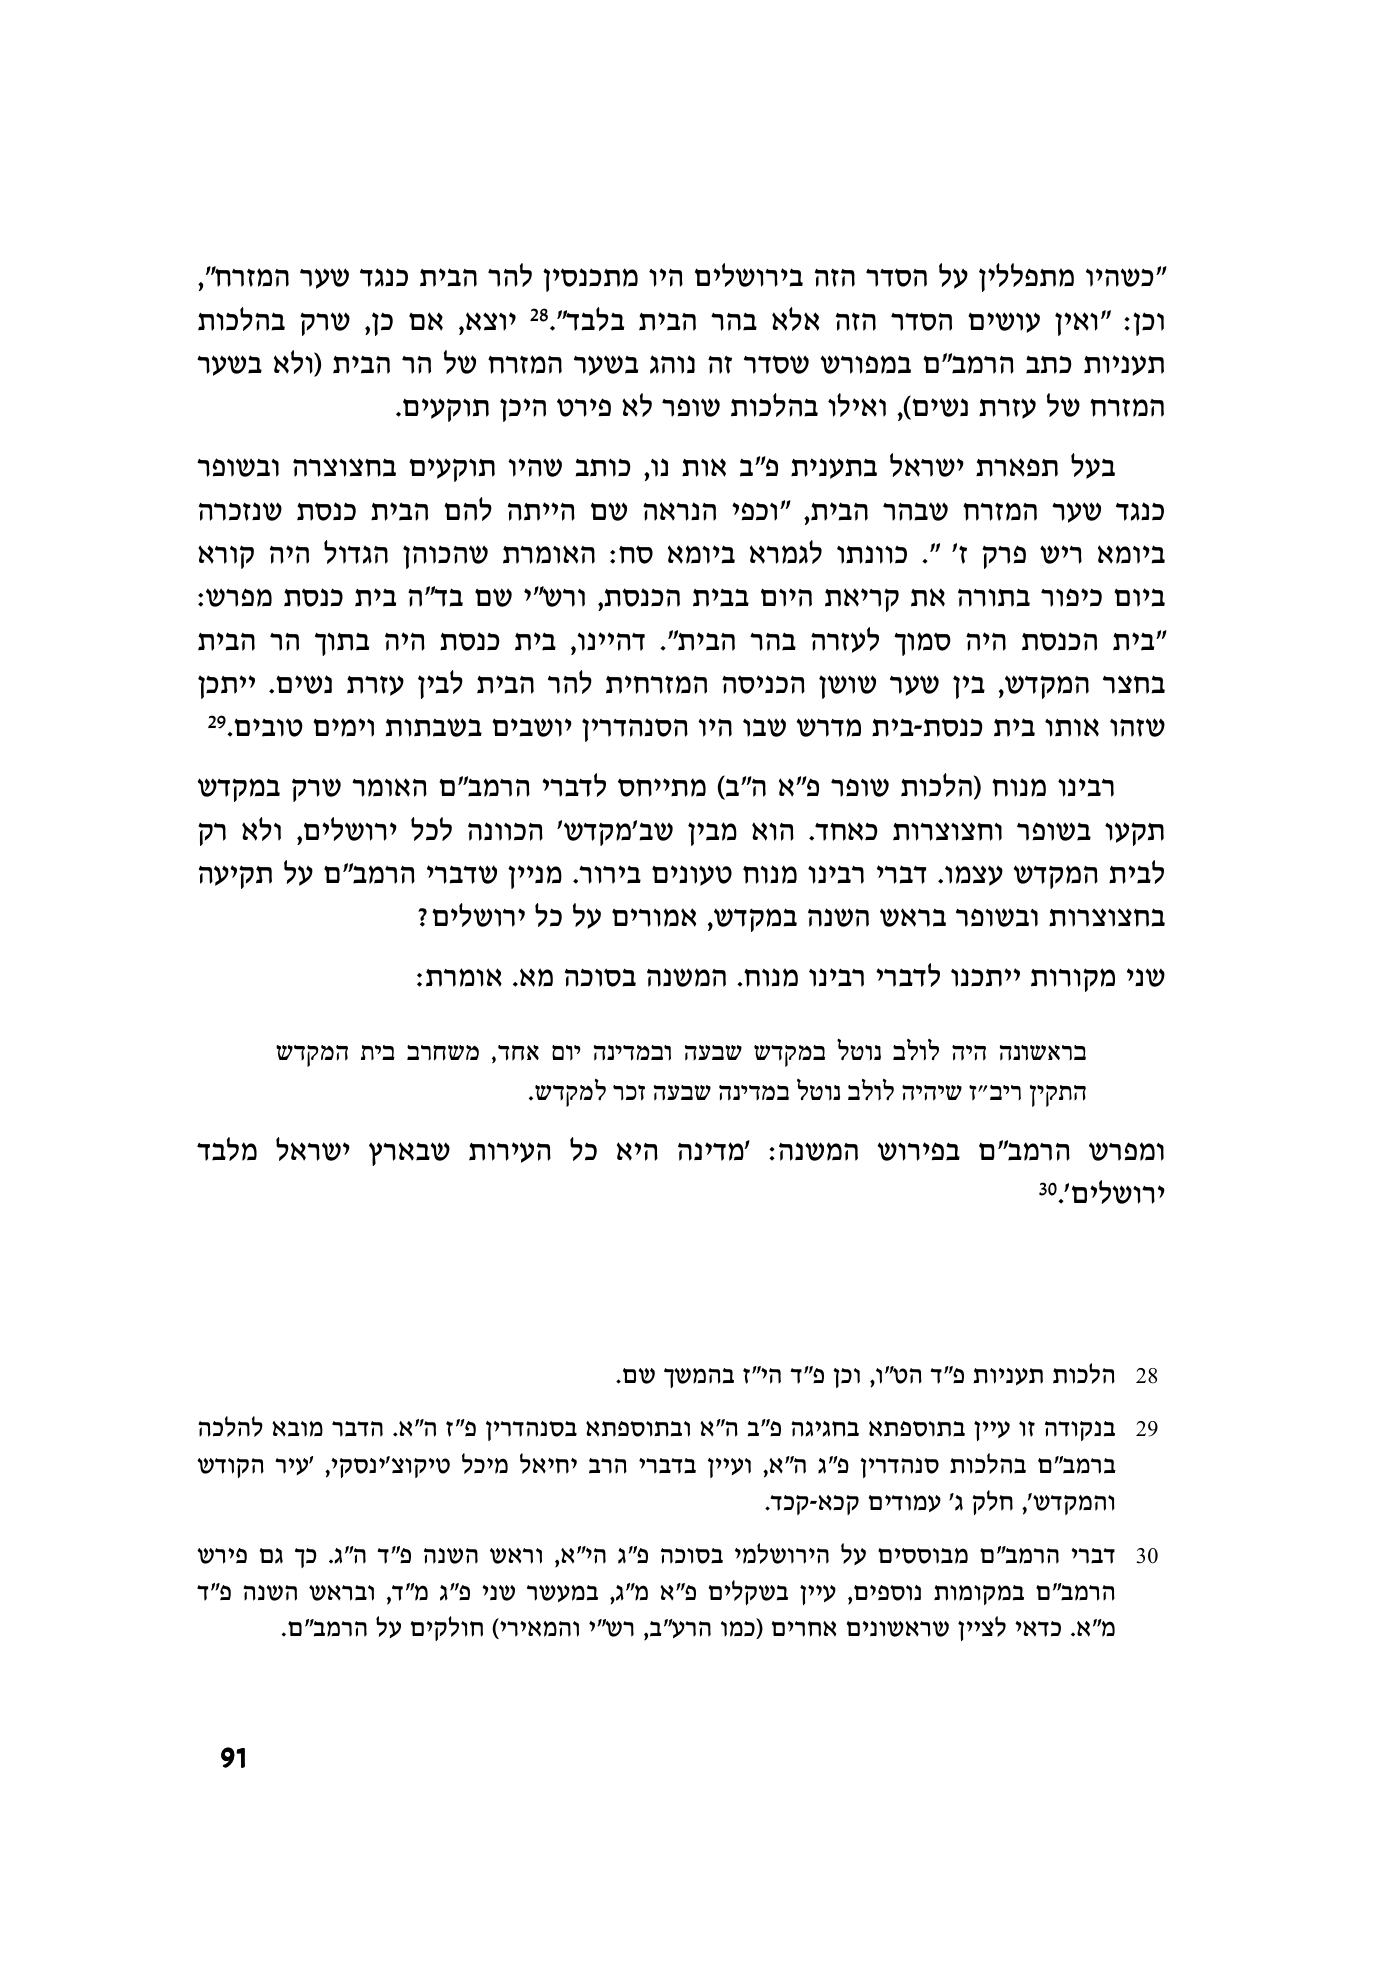 "כשהיו מתפללין על הסדר הזה בירושלים היו מתכנסין להר הבית כנגד שער המזרח",
וכן: "ואין עושים הסדר הזה אלא בהר הבית בלבד".28 יוצא, אם כן, שרק בהלכות
תעניות כתב הרמב"ם במפורש שסדר זה נוהג בשער המזרח של הר הבית (ולא בשער
המזרח של עזרת נשים), ואילו בהלכות שופר לא פירט היכן תוקעים.
בעל תפארת ישראל בתענית פ"ב אות נו, כותב שהיו תוקעים בחצוצרה ובשופר
כנגד שער המזרח שבהר הבית, "וכפי הנראה שם הייתה להם הבית כנסת שנזכרה
ביומא ריש פרק ז' ". כוונתו לגמרא ביומא סח: האומרת שהכוהן הגדול היה קורא
ביום כיפור בתורה את קריאת היום בבית הכנסת, ורש"י שם בד"ה בית כנסת מפרש:
"בית הכנסת היה סמוך לעזרה בהר הבית". דהיינו, בית כנסת היה בתוך הר הבית
בחצר המקדש, בין שער שושן הכניסה המזרחית להר הבית לבין עזרת נשים. ייתכן
שזהו אותו בית כנסת-בית מדרש שבו היו הסנהדרין יושבים בשבתות וימים טובים.29
רבינו מנוח (הלכות שופר פ"א ה"ב) מתייחס לדברי הרמב"ם האומר שרק במקדש
תקעו בשופר וחצוצרות כאחד. הוא מבין שב'מקדש' הכוונה לכל ירושלים, ולא רק
לבית המקדש עצמו. דברי רבינו מנוח טעונים בירור. מניין שדברי הרמב"ם על תקיעה
בחצוצרות ובשופר בראש השנה במקדש, אמורים על כל ירושלים?
שני מקורות ייתכנו לדברי רבינו מנוח. המשנה בסוכה מא. אומרת:
בראשונה היה לולב נוטל במקדש שבעה ובמדינה יום אחד, משחרב בית המקדש
התקין ריב"ז שיהיה לולב נוטל במדינה שבעה זכר למקדש.
ומפרש הרמב"ם בפירוש המשנה: 'מדינה היא כל העירות שבארץ ישראל מלבד
ירושלים'.30
28 הלכות תעניות פ"ד הט"ו, וכן פ"ד הי"ז בהמשך שם.
29 בנקודה זו עיין בתוספתא בחגיגה פ"ב ה"א ובתוספתא בסנהדרין פ"ז ה"א. הדבר מובא להלכה
ברמב"ם בהלכות סנהדרין פ"ג ה"א, ועיין בדברי הרב יחיאל מיכל טיקוצ'ינסקי, 'עיר הקודש
והמקדש', חלק ג' עמודים קכא-קכד.
30 דברי הרמב"ם מבוססים על הירושלמי בסוכה פ"ג הי"א, וראש השנה פ"ד ה"ג. כך גם פירש
הרמב"ם במקומות נוספים, עיין בשקלים פ"א מ"ג, במעשר שני פ"ג מ"ד, ובראש השנה פ"ד
מ"א. כדאי לציין שראשונים אחרים (כמו הרע"ב, רש"י והמאירי) חולקים על הרמב"ם.
91